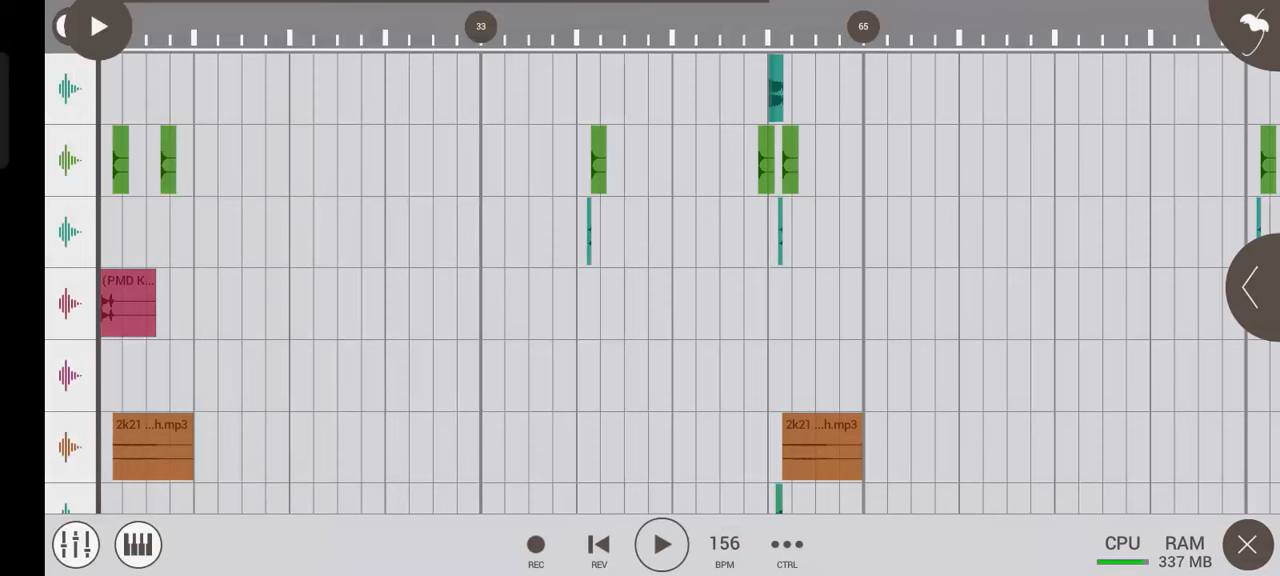 33
65
(PMD K...
2k21 ...h.mp3
2k21 ...h.mp3
REC
REV
156
BPM
CTRL
CPU
RAM
337 MB